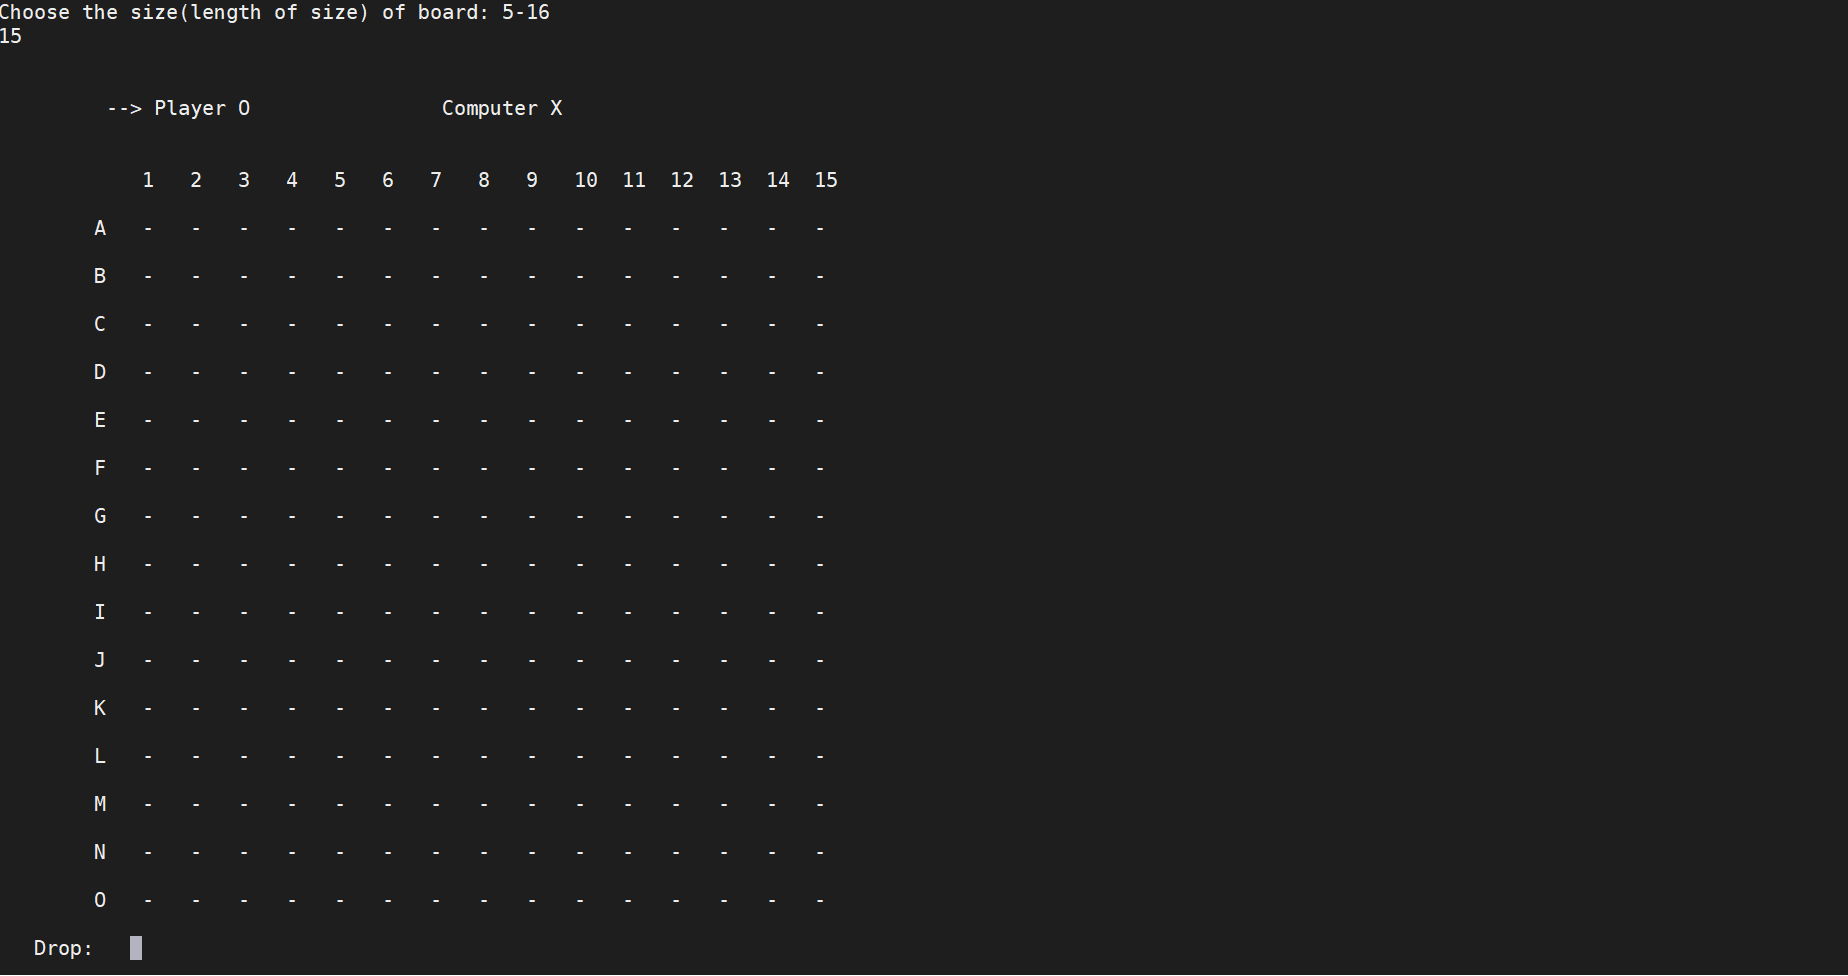 Choose the size(length of size) of board: 5-16
15
--> Player O Computer X
1 2 3 4 5 6 7 8 9 10 11 12 13 14 15
A - - - - - - - - - - - - - - -
B - - - - - - - - - - - - - - -
C - - - - - - - - - - - - - - -
D - - - - - - - - - - - - - - -
E - - - - - - - - - - - - - - -
F - - - - - - - - - - - - - - -
G - - - - - - - - - - - - - - -
H - - - - - - - - - - - - - - -
I - - - - - - - - - - - - - - -
J - - - - - - - - - - - - - - -
K - - - - - - - - - - - - - - -
L - - - - - - - - - - - - - - -
M - - - - - - - - - - - - - - -
N - - - - - - - - - - - - - - -
O - - - - - - - - - - - - - - -
Drop: